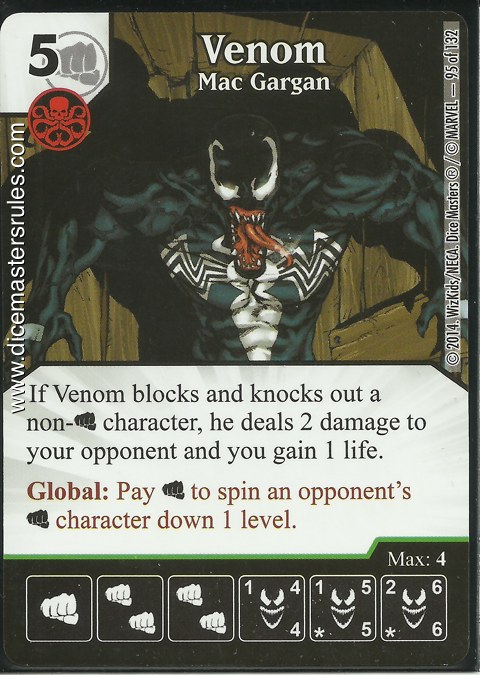 5
Venom
Mac Gargan
www.dicemastersrules.com
© 2014. WizKids/NECA. Dice Masters ® / © MARVEL — 95 of 132
If Venom blocks and knocks out a
non- character, he deals 2 damage to
your opponent and you gain 1 life.
Global: Pay to spin an opponent's
character down 1 level.
Max: 4
1 4 4
1 5 * 5
2 6 * 6